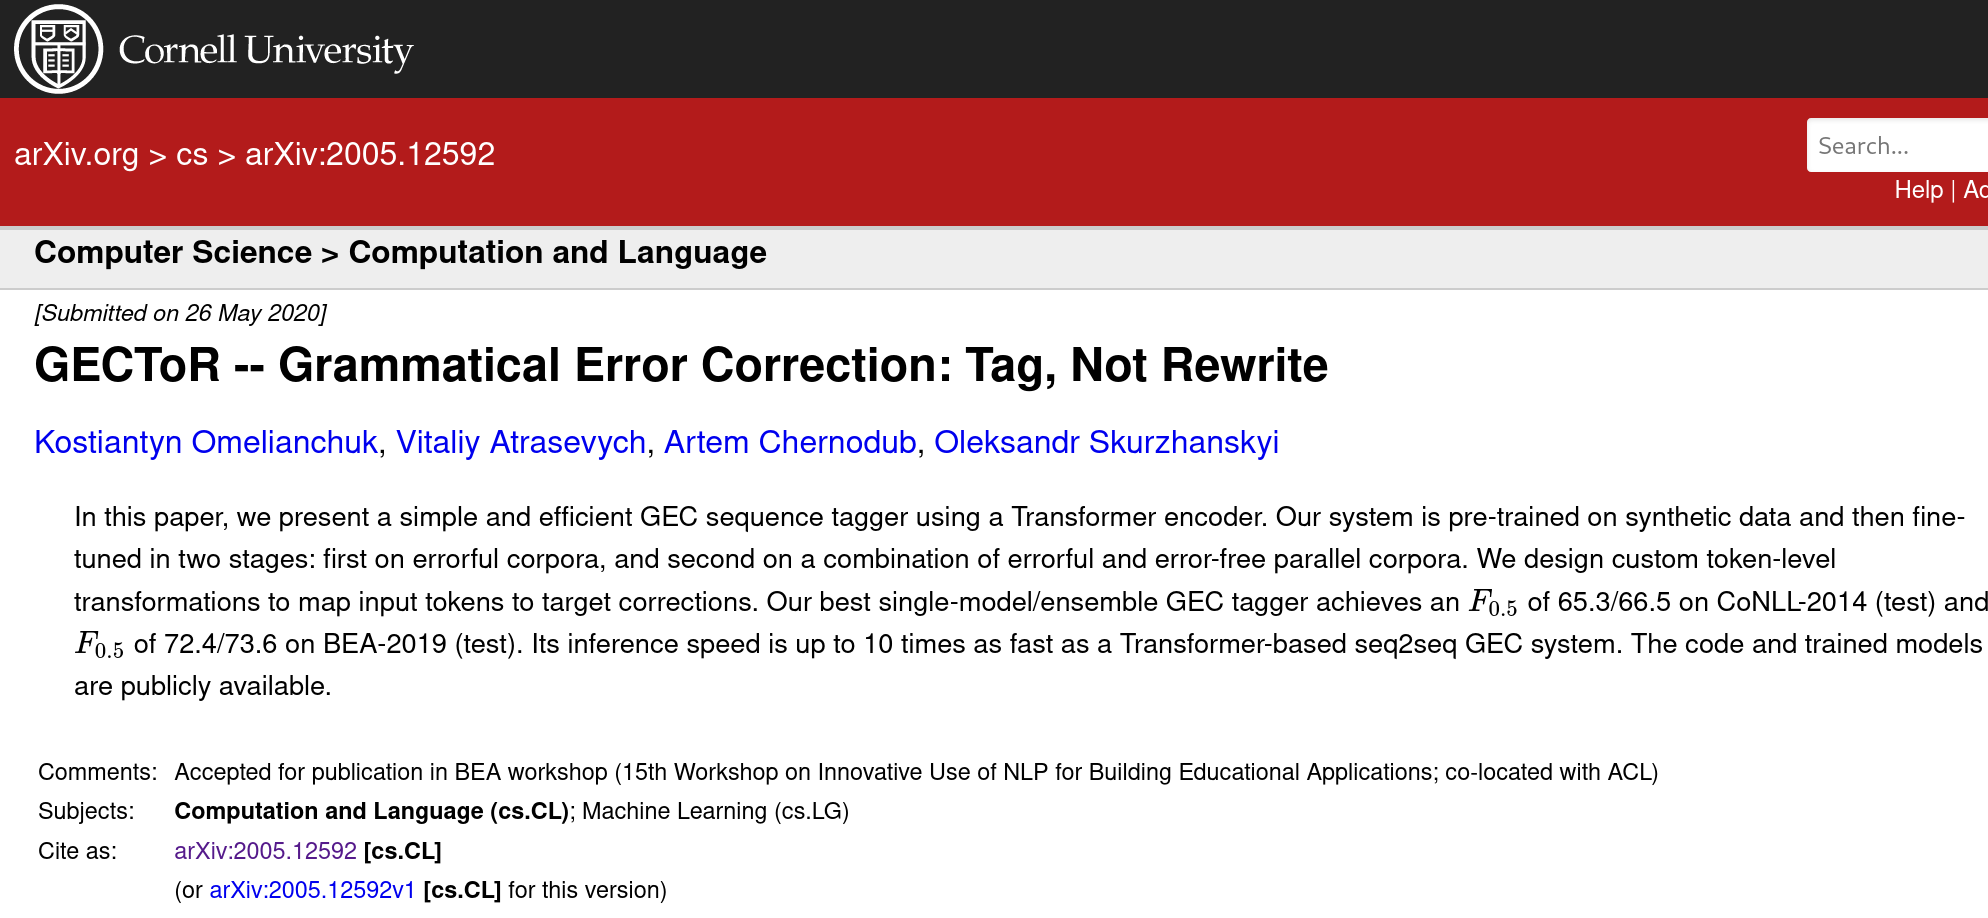 Cornell University
arXiv.org > cs > arXiv:2005.12592
Search...
Help |
Computer Science > Computation and Language
[Submitted on 26 May 2020]
GECToR -- Grammatical Error Correction: Tag, Not Rewrite
Kostiantyn Omelianchuk, Vitaliy Atrasevych, Artem Chernodub, Oleksandr Skurzhanskyi
In this paper, we present a simple and efficient GEC sequence tagger using a Transformer encoder. Our system is pre-trained on synthetic data and then fine-
tuned in two stages: first on errorful corpora, and second on a combination of errorful and error-free parallel corpora. We design custom token-level
transformations to map input tokens to target corrections. Our best single-model/ensemble GEC tagger achieves an F0.5 of 65.3/66.5 on CoNLL-2014 (test) and
F0.5 of 72.4/73.6 on BEA-2019 (test). Its inference speed is up to 10 times as fast as a Transformer-based seq2seq GEC system. The code and trained models
are publicly available.
Comments: Accepted for publication in BEA workshop (15th Workshop on Innovative Use of NLP for Building Educational Applications; co-located with ACL)
Subjects: Computation and Language (cs.CL); Machine Learning (cs.LG)
Cite as: arXiv:2005.12592 [cs.CL]
(or arXiv:2005.12592v1 [cs.CL] for this version)